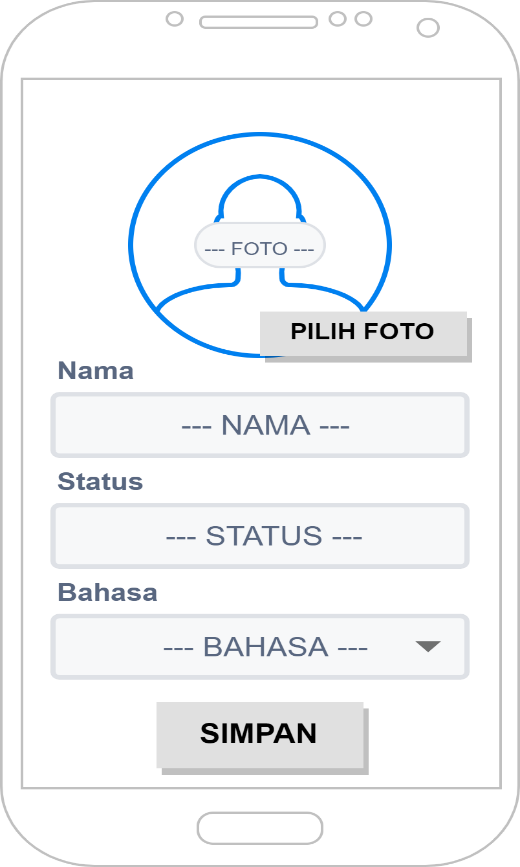 --- FOTO ---
PILIH FOTO
Nama
--- NAMA ---
Status
--- STATUS ---
Bahasa
--- BAHASA ---
SIMPAN